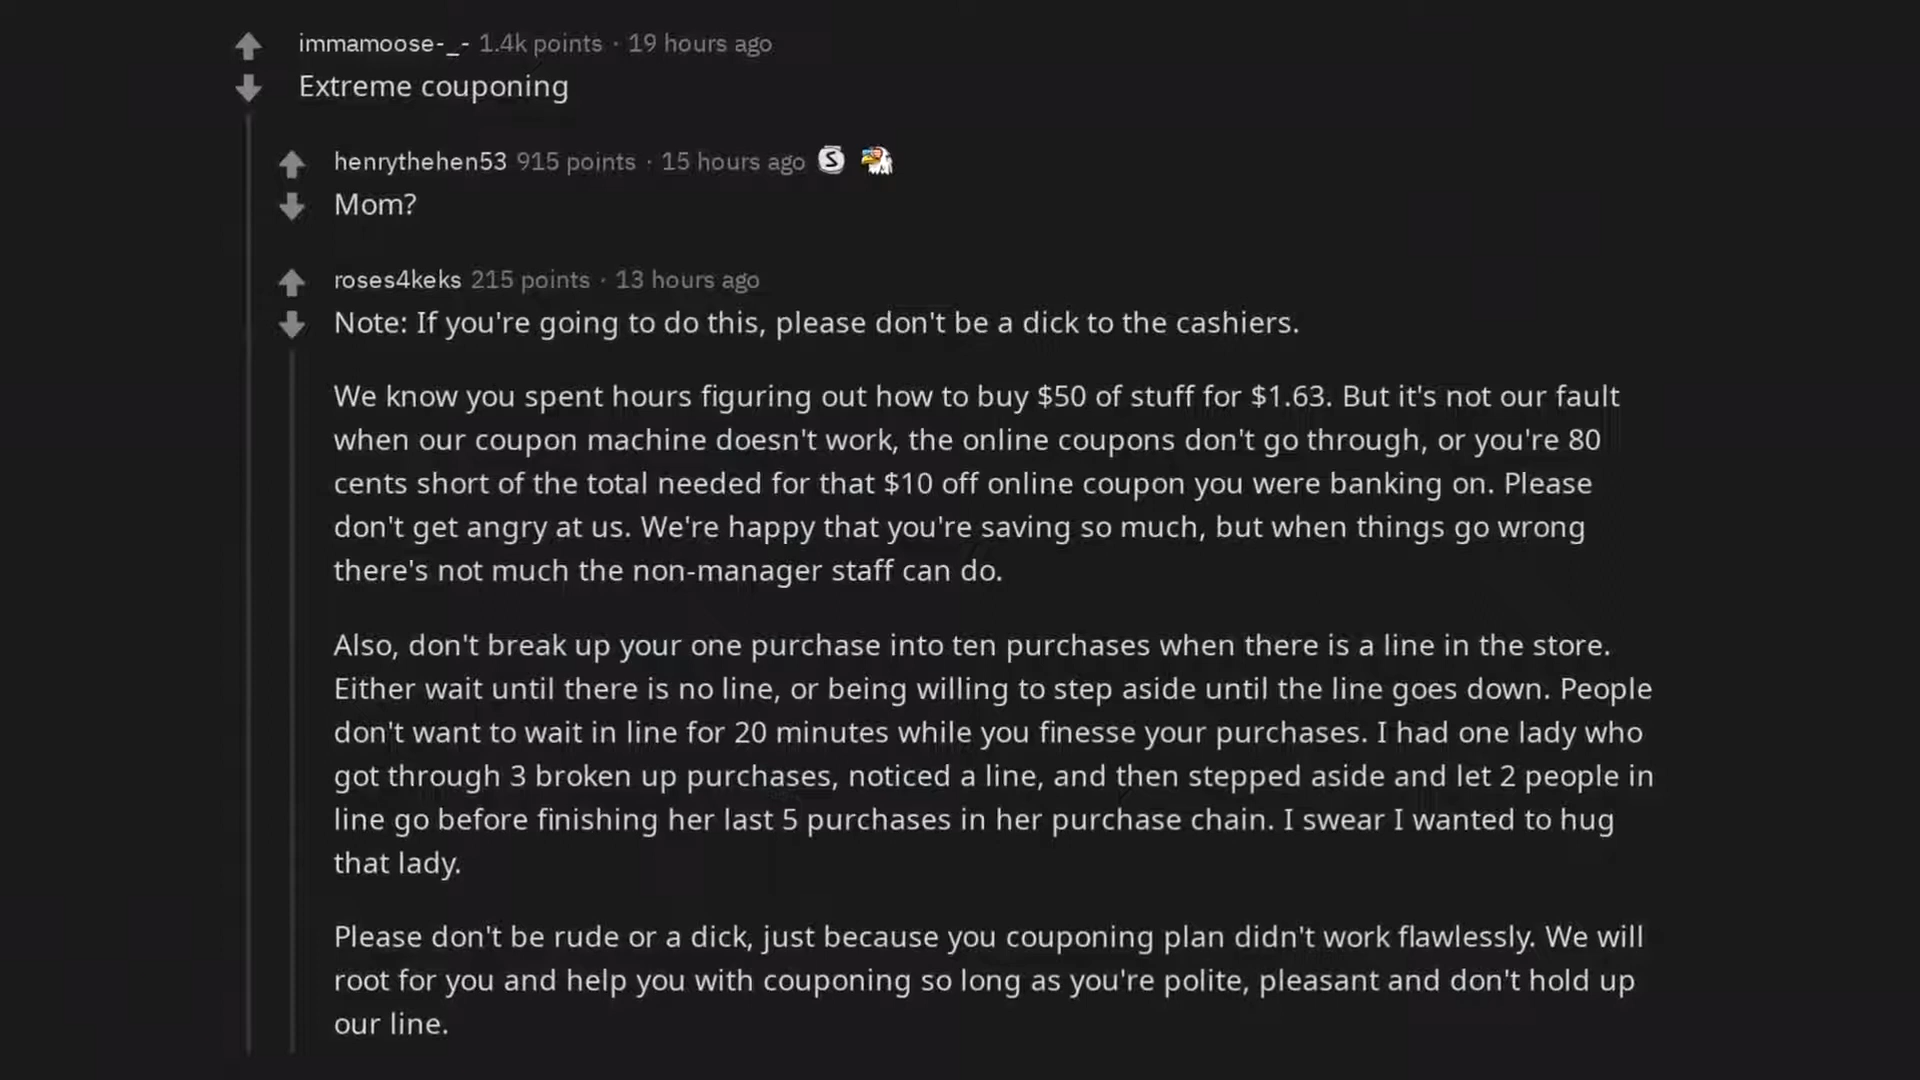 immamoose-_- 1.4k points · 19 hours ago
Extreme couponing
henrythehen53 915 points · 15 hours ago S
Mom?
roses4keks 215 points · 13 hours ago
Note: If you're going to do this, please don't be a dick to the cashiers.
We know you spent hours figuring out how to buy $50 of stuff for $1.63. But it's not our fault
when our coupon machine doesn't work, the online coupons don't go through, or you're 80
cents short of the total needed for that $10 off online coupon you were banking on. Please
don't get angry at us. We're happy that you're saving so much, but when things go wrong
there's not much the non-manager staff can do.
Also, don't break up your one purchase into ten purchases when there is a line in the store.
Either wait until there is no line, or being willing to step aside until the line goes down. People
don't want to wait in line for 20 minutes while you finesse your purchases. I had one lady who
got through 3 broken up purchases, noticed a line, and then stepped aside and let 2 people in
line go before finishing her last 5 purchases in her purchase chain. I swear I wanted to hug
that lady.
Please don't be rude or a dick, just because you couponing plan didn't work flawlessly. We will
root for you and help you with couponing so long as you're polite, pleasant and don't hold up
our line.